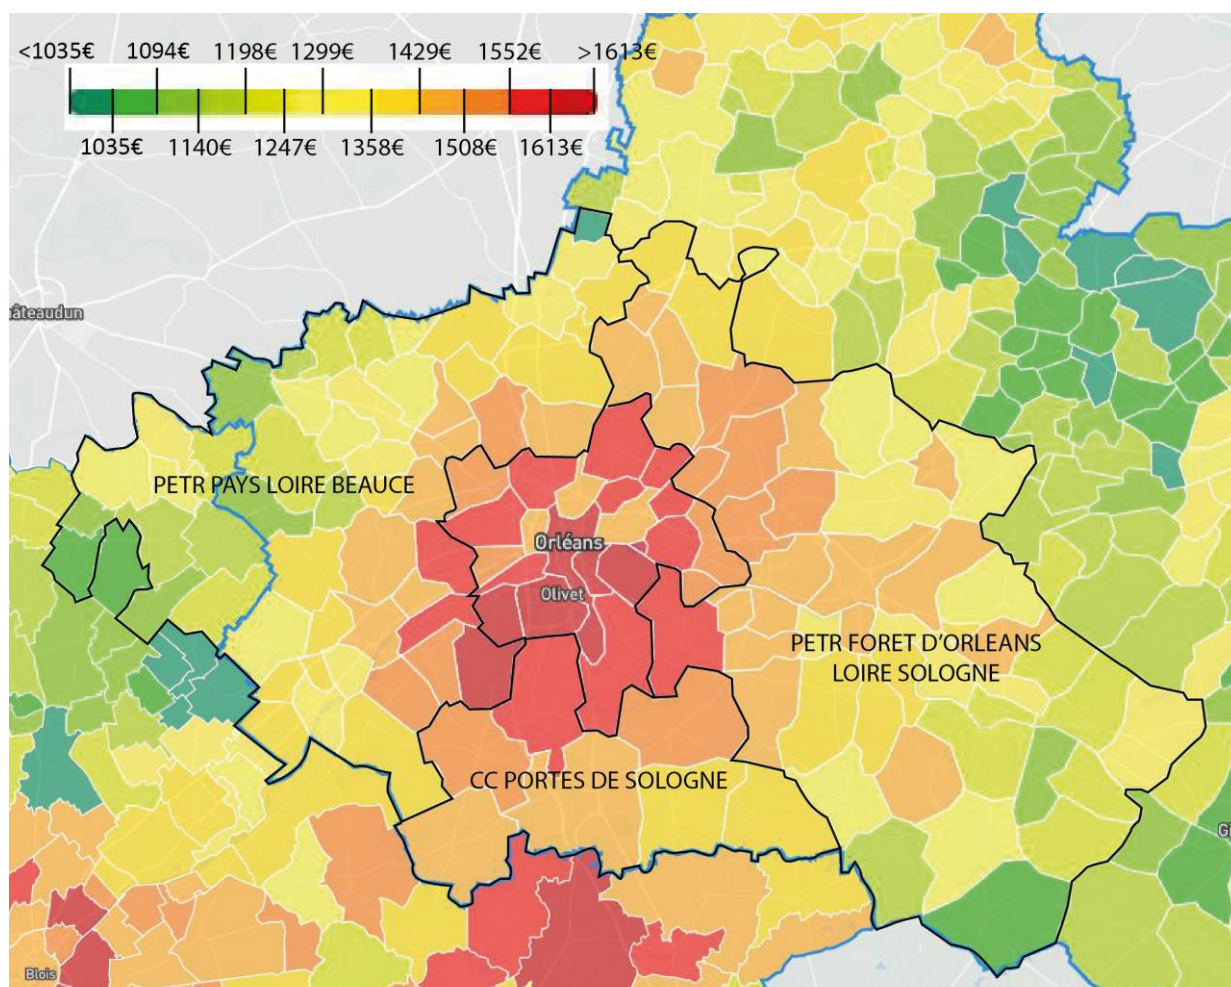 <1035€ 1094€ 1198€ 1299€ 1429€ 1552€ >1613€
1035€ 1140€ 1247€ 1358€ 1508€ 1613€
âteaudun
PETR PAYS LOIRE BEAUCE
Orléans
Olivet
PETR FORET D'ORLEANS
LOIRE SOLOGNE
CC PORTES DE SOLOGNE
Gi
Blois